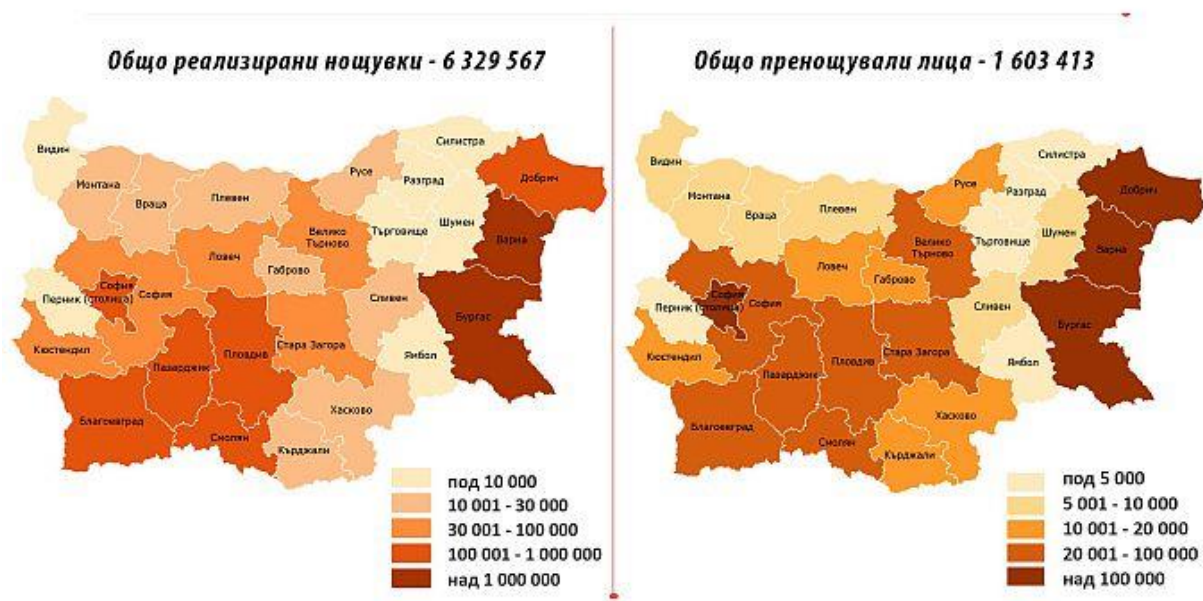 Общо реализирани нощувки - 6 329 567
Видин
Монтана
Враца
Плевен
Русе
Силистра
Разград
Добрич
Търговище
Шумен
Варна
Велико
Търново
Ловеч
Габрово
София
(столица)
София
Перник
Кюстендил
Сливен
Бургас
Стара Загора
Ямбол
Пловдив
Пазарджик
Благоевград
Смолян
Хасково
Кърджали
под 10 000
10 001 - 30 000
30 001 - 100 000
100 001 - 1 000 000
над 1 000 000
Общо пренощували лица - 1 603 413
Видин
Монтана
Враца
Плевен
Русе
Силистра
Разград
Добрич
Търговище
Шумен
Варна
Велико
Търново
Ловеч
Габрово
София
(столица)
София
Перник
Кюстендил
Сливен
Бургас
Стара Загора
Ямбол
Пловдив
Пазарджик
Благоевград
Смолян
Хасково
Кърджали
под 5 000
5 001 - 10 000
10 001 - 20 000
20 001 - 100 000
над 100 000